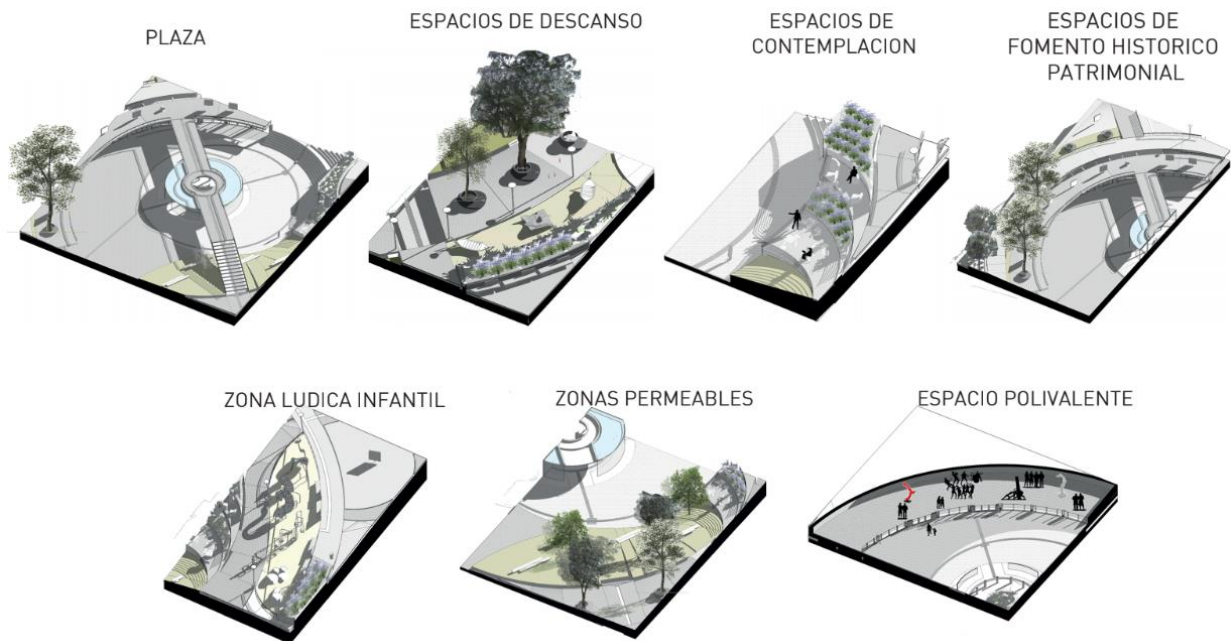 PLAZA
ESPACIOS DE DESCANSO
ESPACIOS DE
CONTEMPLACION
ESPACIOS DE
FOMENTO HISTORICO
PATRIMONIAL
ZONA LUDICA INFANTIL
ZONAS PERMEABLES
ESPACIO POLIVALENTE